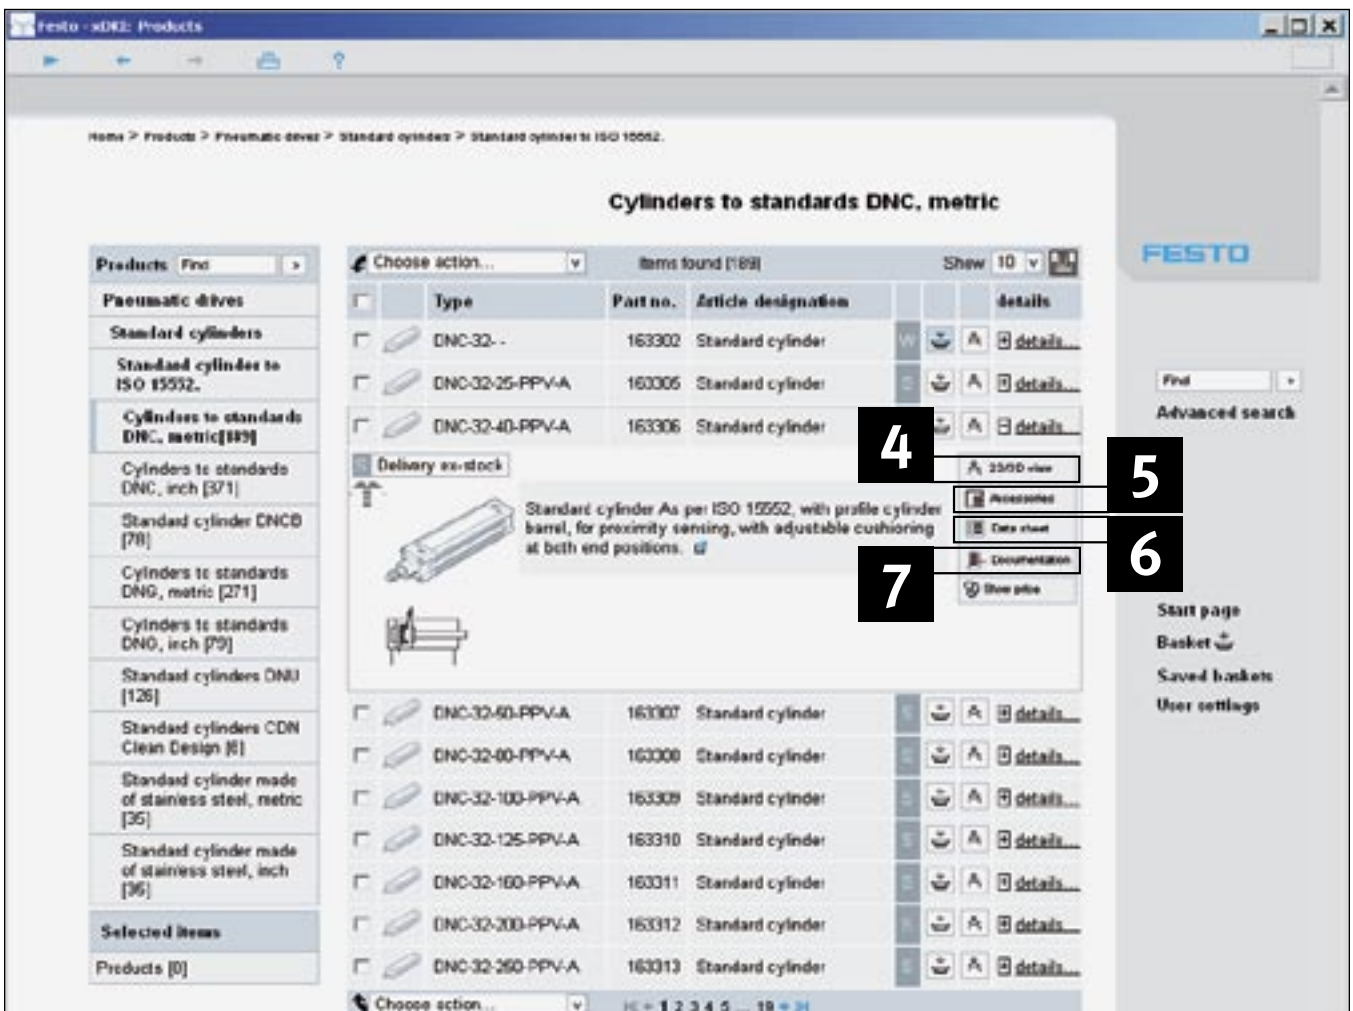 Festo - xDKI: Products
Home > Products > Pneumatic drives > Standard cylinders > Standard cylinder to ISO 15552.
Cylinders to standards DNC, metric
FESTO
Products Find
Pneumatic drives
Standard cylinders
Standard cylinder to
ISO 15552.
Cylinders to standards
DNC, metric[189]
Cylinders to standards
DNC, inch [371]
Standard cylinder DNCB
[78]
Cylinders to standards
DNG, metric [271]
Cylinders to standards
DNG, inch [79]
Standard cylinders DNU
[126]
Standard cylinders CDN
Clean Design [6]
Standard cylinder made
of stainless steel, metric
[35]
Standard cylinder made
of stainless steel, inch
[36]
Selected items
Products [0]
Choose action... Items found [189] Show 10
Type Part no. Article designation details
DNC-32- - 163302 Standard cylinder W details...
DNC-32-25-PPV-A 163305 Standard cylinder S details...
DNC-32-40-PPV-A 163306 Standard cylinder details...
S Delivery ex-stock
Standard cylinder As per ISO 15552, with profile cylinder
barrel, for proximity sensing, with adjustable cushioning
at both end positions.
4 2D/3D view
5 Accessories
6 Data sheet
7 Documentation
Show price
DNC-32-50-PPV-A 163307 Standard cylinder S details...
DNC-32-80-PPV-A 163308 Standard cylinder S details...
DNC-32-100-PPV-A 163309 Standard cylinder S details...
DNC-32-125-PPV-A 163310 Standard cylinder S details...
DNC-32-160-PPV-A 163311 Standard cylinder S details...
DNC-32-200-PPV-A 163312 Standard cylinder S details...
DNC-32-250-PPV-A 163313 Standard cylinder S details...
Choose action... 1 2 3 4 5 ... 19
Find
Advanced search
Start page
Basket
Saved baskets
User settings